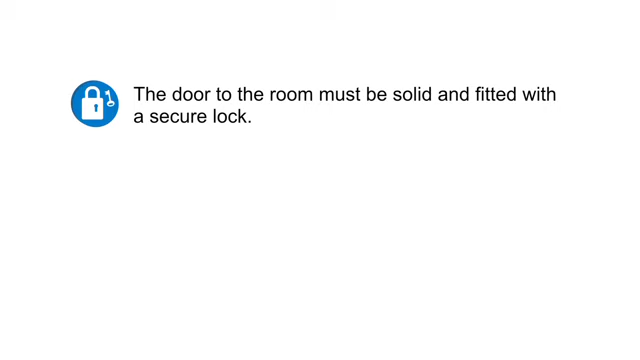 The door to the room must be solid and fitted with
a secure lock.